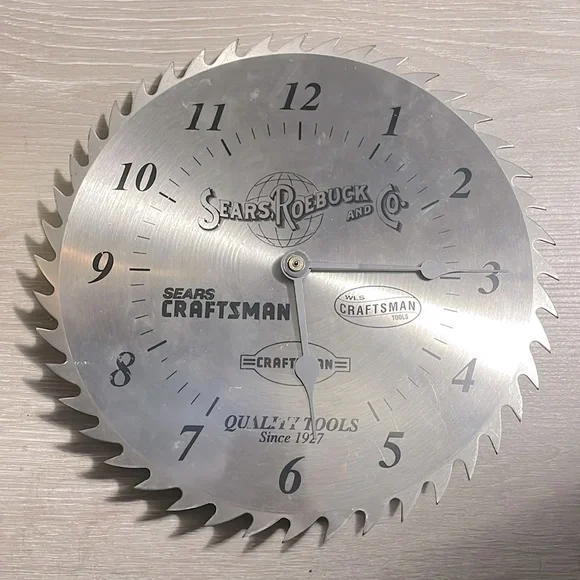 12
11
1
10
2
SEARS, ROEBUCK AND CO.
9
3
SEARS
CRAFTSMAN
WLS
CRAFTSMAN
TOOLS
CRAFTSMAN
8
4
QUALITY TOOLS
Since 1927
7
5
6